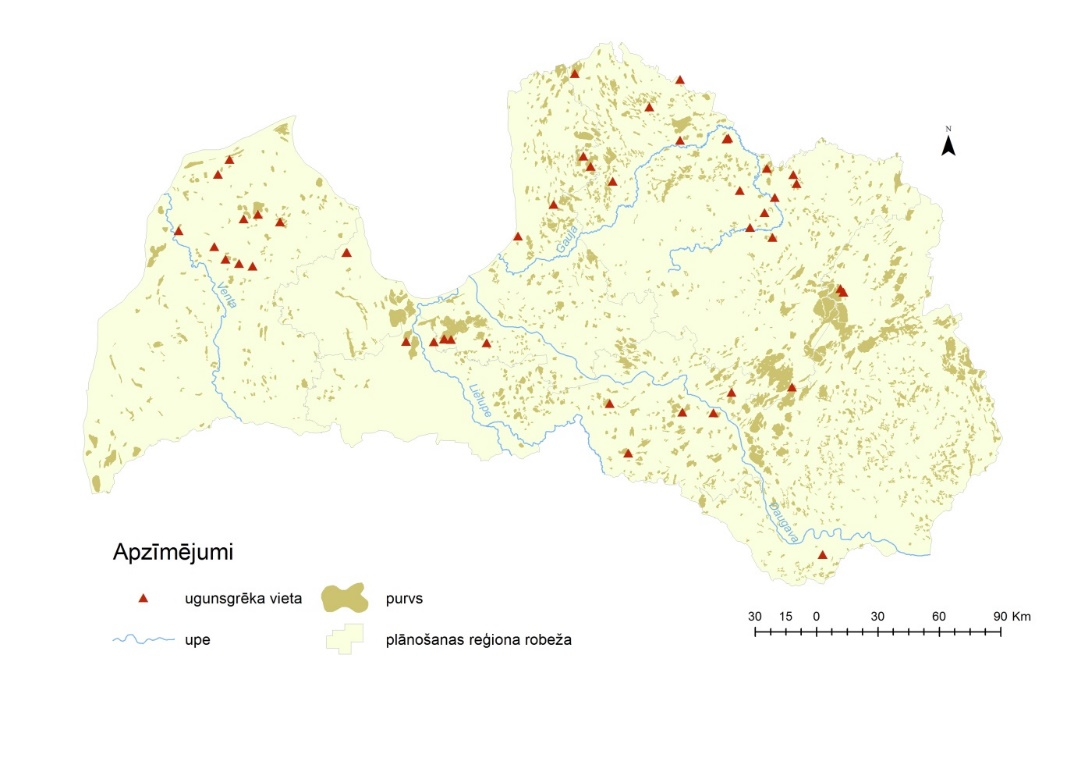 N
Gauja
Venta
Lielupe
Daugava
Apzīmējumi
ugunsgrēka vieta
purvs
upe
plānošanas reģiona robeža
30 15 0 30 60 90 Km